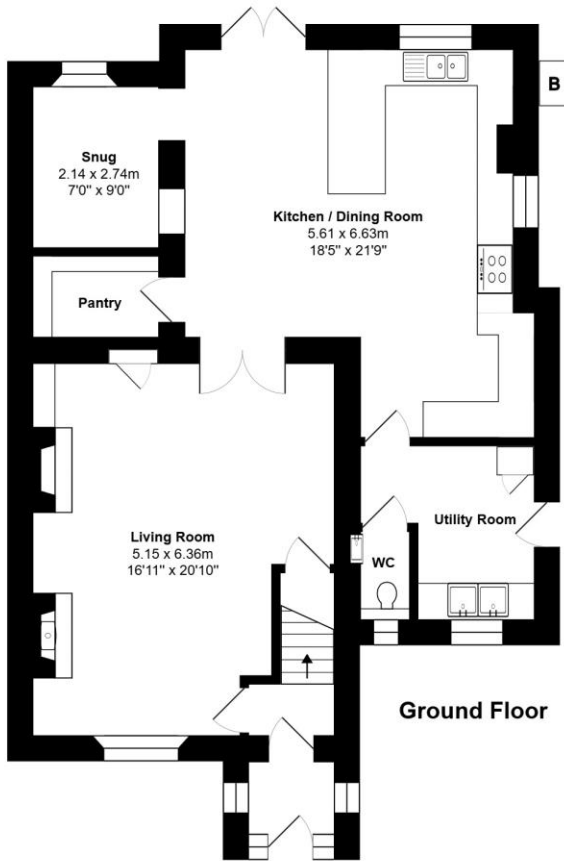 B
Snug
2.14 x 2.74m
7'0" x 9'0"
Kitchen / Dining Room
5.61 x 6.63m
18'5" x 21'9"
Pantry
Living Room
5.15 x 6.36m
16'11" x 20'10"
Utility Room
WC
Ground Floor